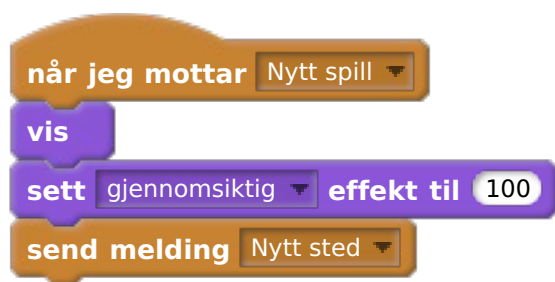 når jeg mottar Nytt spill
vis
sett gjennomsiktig effekt til 100
send melding Nytt sted